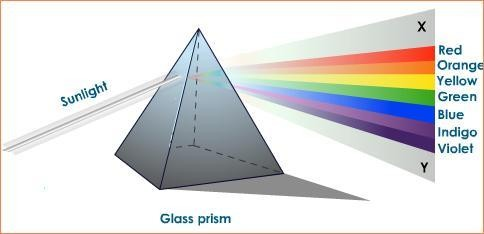 X
Red
Orange
Yellow
Green
Blue
Indigo
Violet
Y
Sunlight
Glass prism